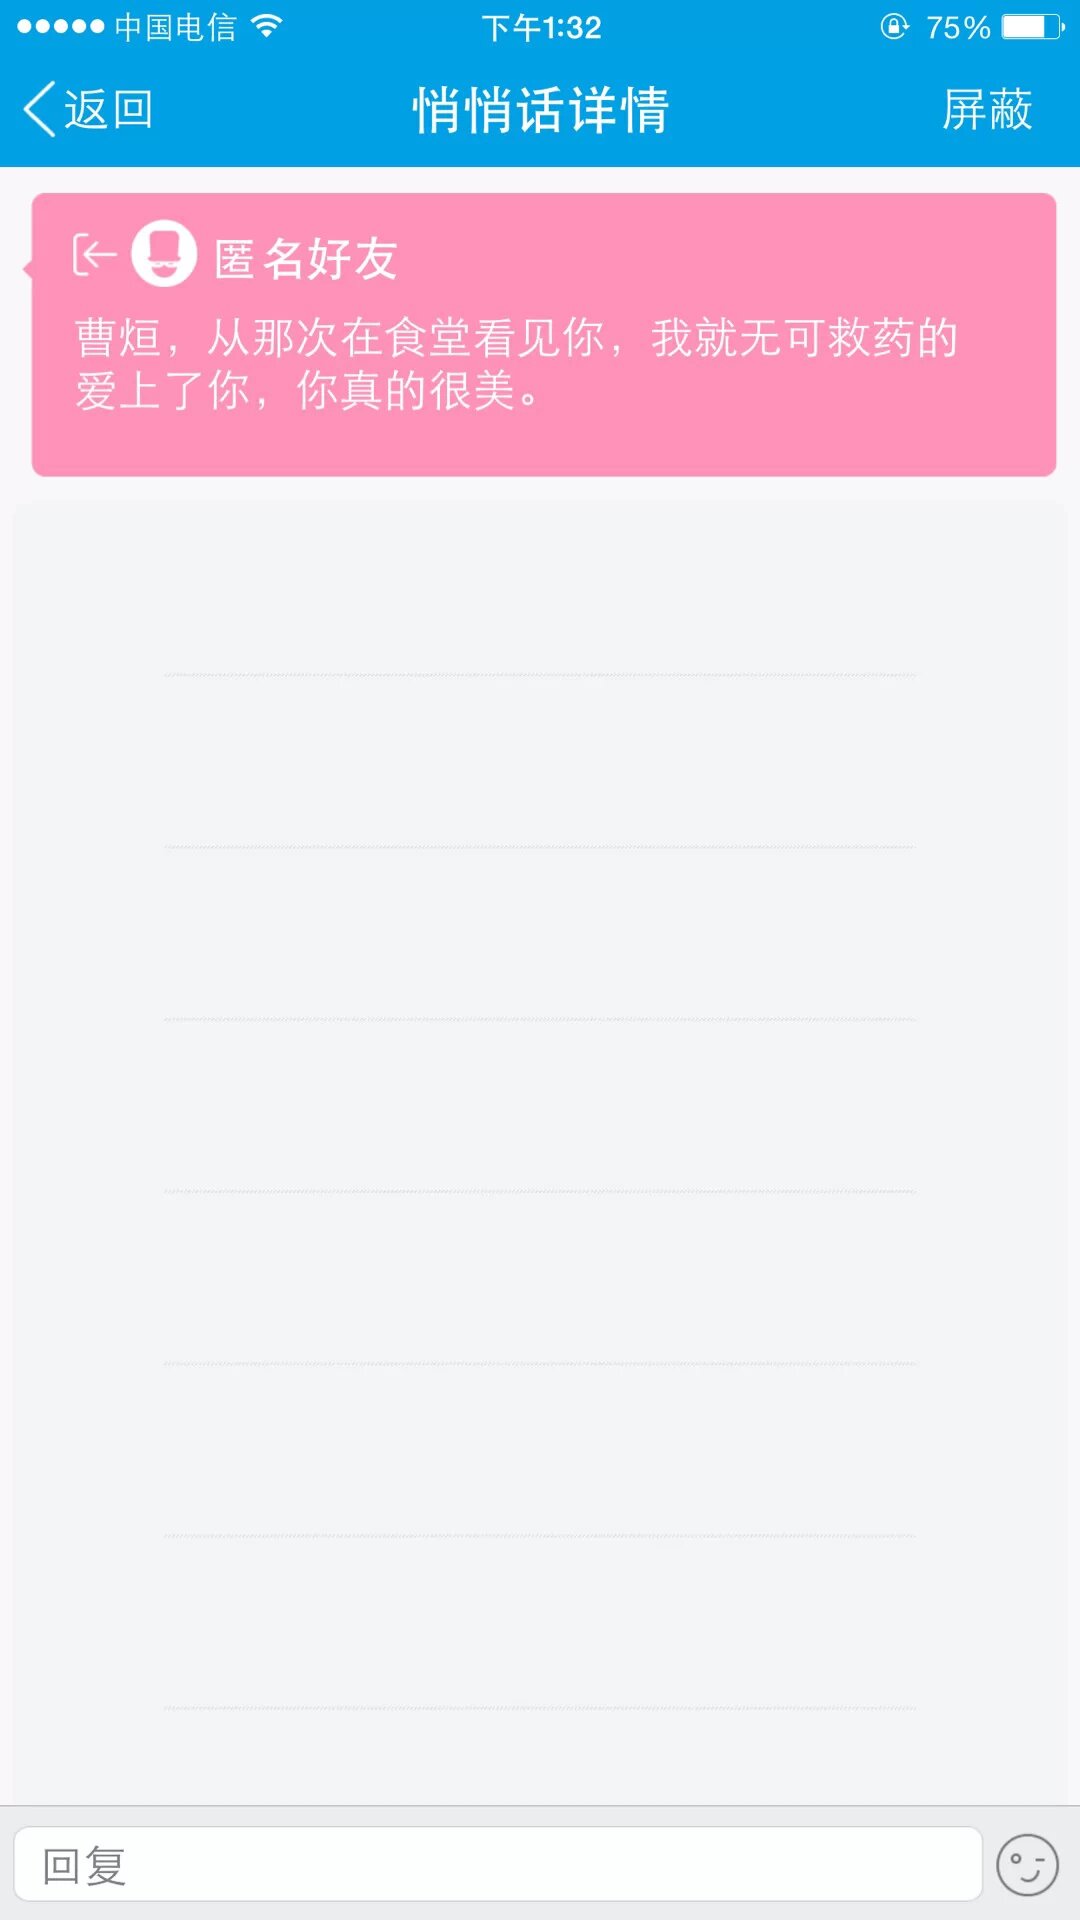 中国电信 下午1:32 75%
返回 悄悄话详情 屏蔽
匿名好友
曹烜，从那次在食堂看见你，我就无可救药的
爱上了你，你真的很美。
回复